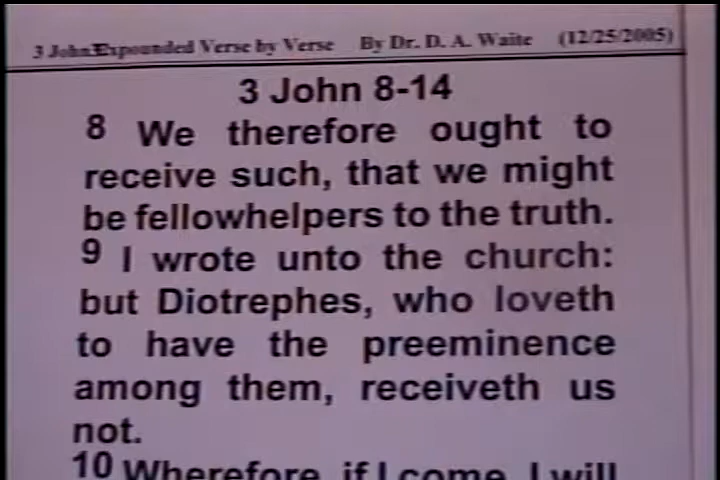 3 John Expounded Verse by Verse By Dr. D. A. Waite (12/25/2005)
3 John 8-14
8 We therefore ought to
receive such, that we might
be fellowhelpers to the truth.
9 I wrote unto the church:
but Diotrephes, who loveth
to have the preeminence
among them, receiveth us
not.
10 Wherefore, if I come, I will